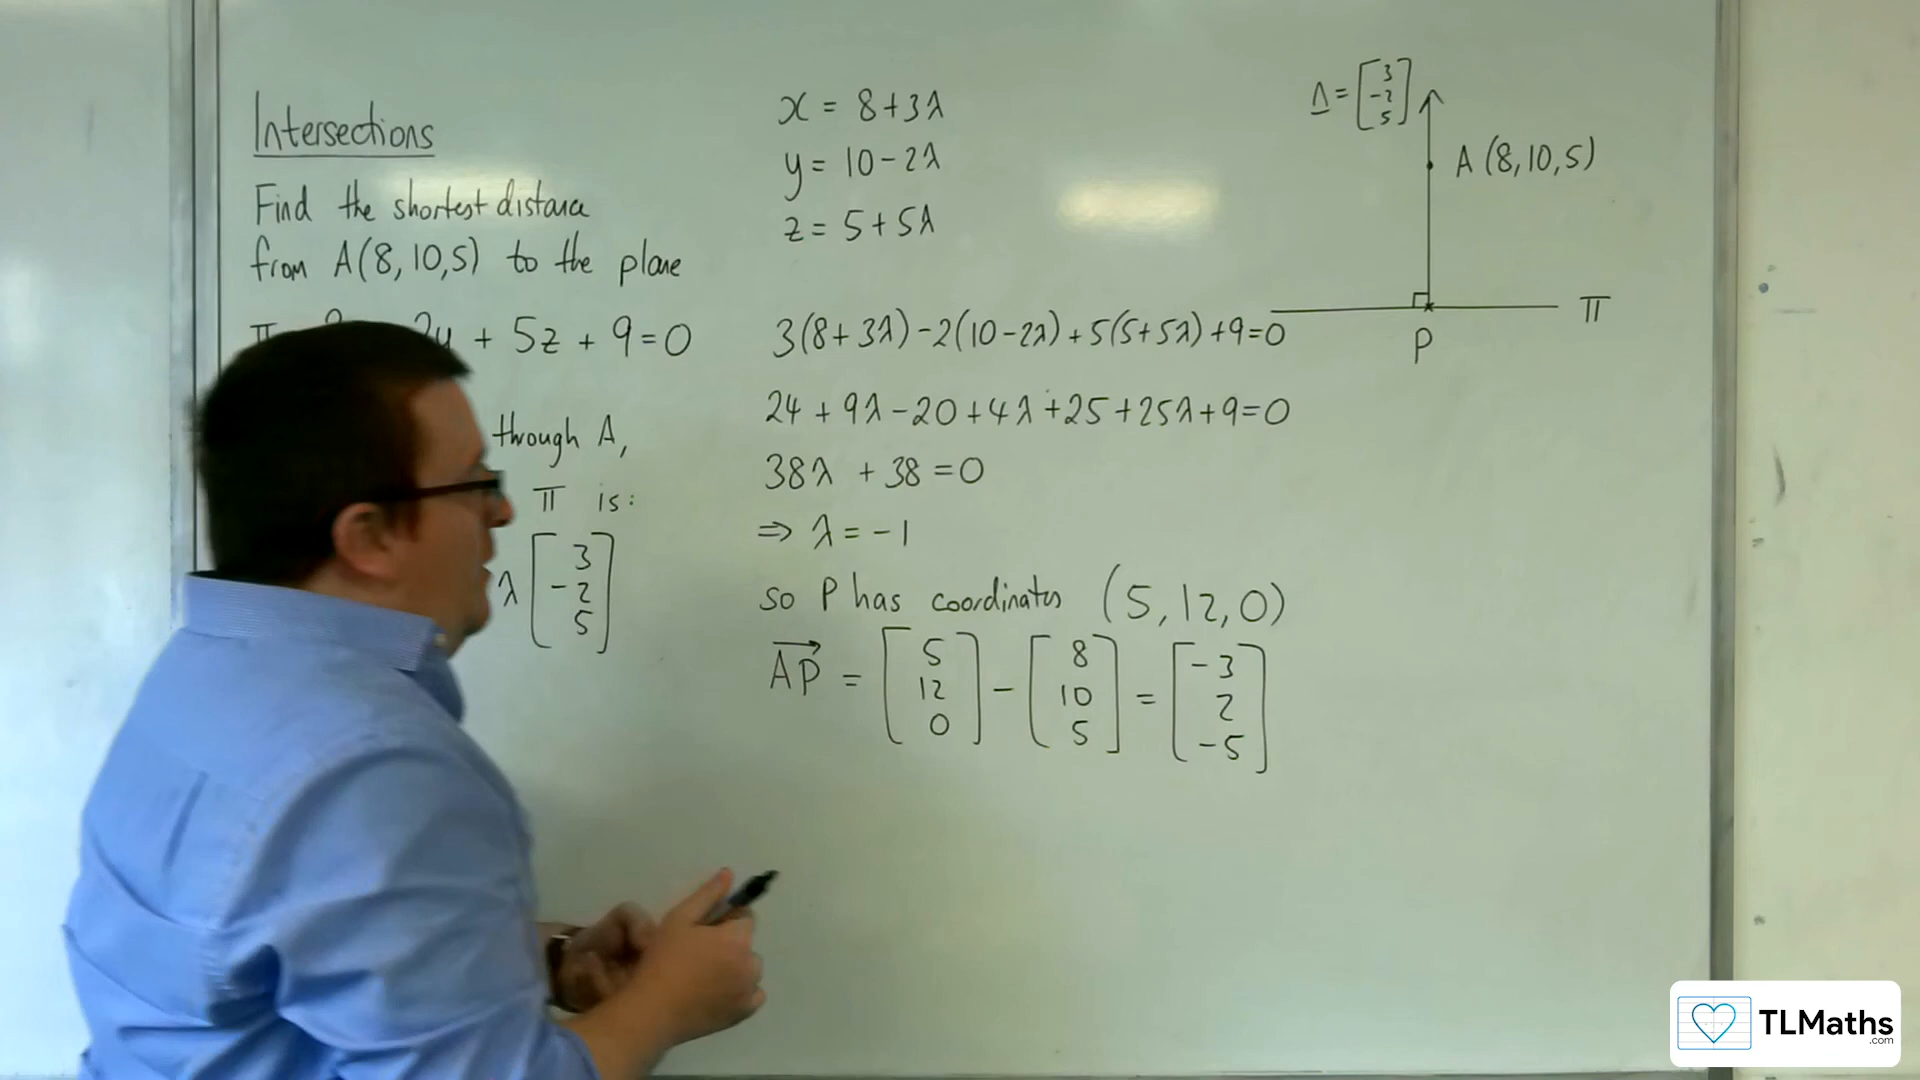 Intersections
Find the shortest distance
from A(8,10,5) to the plane
+ 5z + 9=0
through A,
π is:
λ [3 -2 5]
x = 8+3λ
y = 10-2λ
z = 5+5λ
3(8+3λ)-2(10-2λ)+5(5+5λ)+9=0
24+9λ-20+4λ+25+25λ+9=0
38λ+38=0
⇒ λ=-1
so P has coordinates (5,12,0)
AP = [5 12 0] - [8 10 5] = [-3 2 -5]
n = [3 -2 5]
A(8,10,5)
π
P
TLMaths
.com